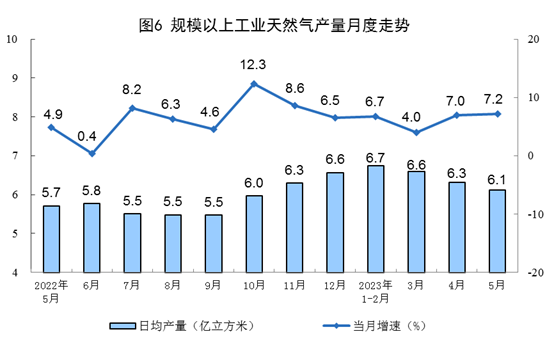 图6 规模以上工业天然气产量月度走势
10
9
8
7
6
5
4
20
10
0
-10
-20
4.9
0.4
8.2
6.3
4.6
12.3
8.6
6.5
6.7
4.0
7.0
7.2
5.7
5.8
5.5
5.5
5.5
6.0
6.3
6.6
6.7
6.6
6.3
6.1
2022年
5月
6月
7月
8月
9月
10月
11月
12月
2023年
1-2月
3月
4月
5月
日均产量（亿立方米）
当月增速（%）